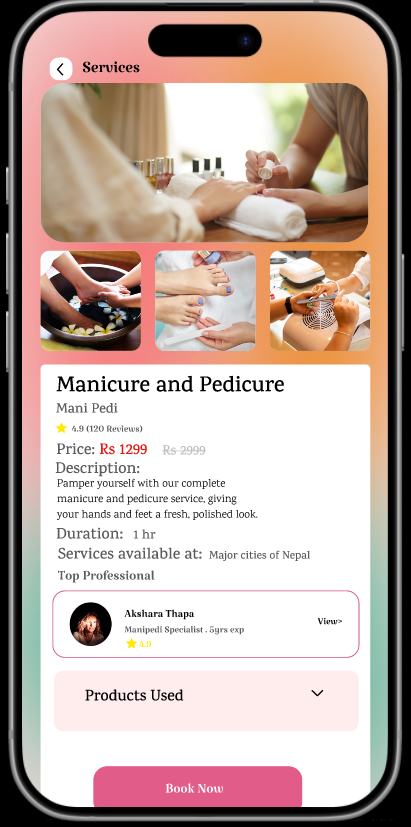 Services
Manicure and Pedicure
Mani Pedi
4.9 (120 Reviews)
Price: Rs 1299 Rs 2999
Description:
Pamper yourself with our complete
manicure and pedicure service, giving
your hands and feet a fresh, polished look.
Duration: 1 hr
Services available at: Major cities of Nepal
Top Professional
Akshara Thapa
View>
Manipedi Specialist . 5yrs exp
4.9
Products Used
Book Now